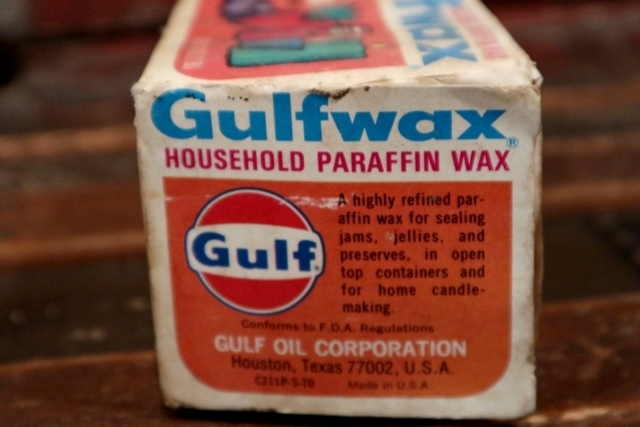 Gulfwax®
HOUSEHOLD PARAFFIN WAX
Gulf
A highly refined par-
affin wax for sealing
jams, jellies, and
preserves, in open
top containers and
for home candle-
making.
Conforms to F.D.A. Regulations
GULF OIL CORPORATION
Houston, Texas 77002, U.S.A.
Made in U.S.A.